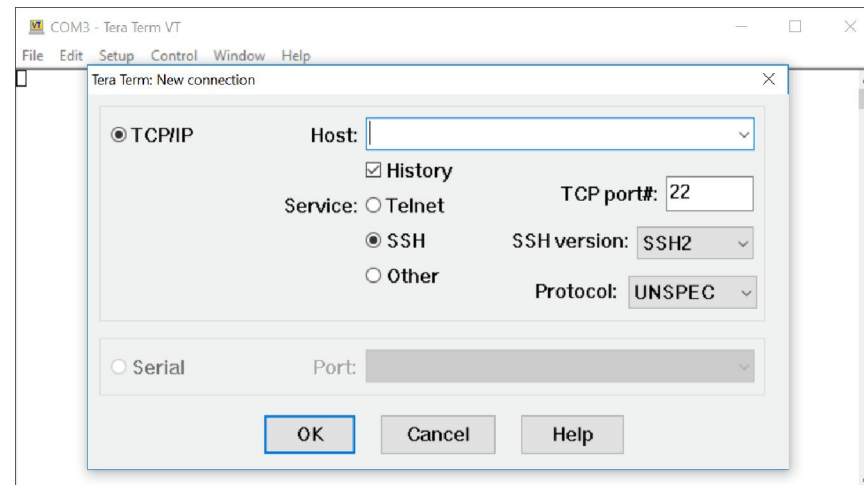 COM3 - Tera Term VT
File Edit Setup Control Window Help
Tera Term: New connection
TCP/IP Host:
History
Service: Telnet TCP port#: 22
SSH SSH version: SSH2
Other Protocol: UNSPEC
Serial Port:
OK Cancel Help